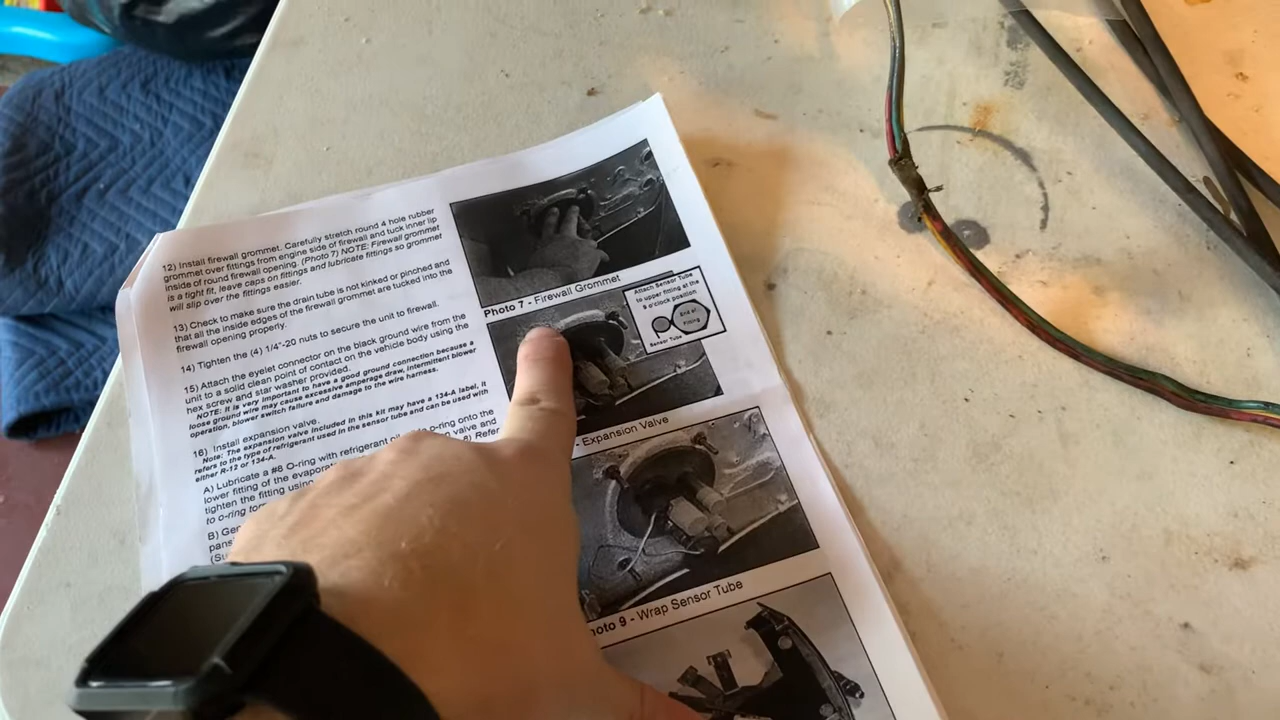 12) Install firewall grommet. Carefully stretch round 4 hole rubber
grommet over fittings from engine side of firewall and tuck inner lip
inside of round firewall opening. (Photo 7) NOTE: Firewall grommet
is a tight fit, leave caps on fittings and lubricate fittings so grommet
will slip over the fittings easier.
13) Check to make sure the drain tube is not kinked or pinched and
that all the inside edges of the firewall grommet are tucked into the
firewall opening properly.
14) Tighten the (4) 1/4"-20 nuts to secure the unit to firewall.
15) Attach the eyelet connector on the black ground wire from the
unit to a solid clean point of contact on the vehicle body using the
hex screw and star washer provided.
NOTE: It is very important to have a good ground connection because a
loose ground wire may cause excessive amperage draw, intermittent blower
operation, blower switch failure and damage to the wire harness.
16) Install expansion valve.
Note: The expansion valve included in this kit may have a 134-A label, it
refers to the type of refrigerant used in the sensor tube and can be used with
either R-12 or 134-A.
A) Lubricate a #6 O-ring with refrigerant o-ring onto the
lower fitting of the evapora valve and
tighten the fitting using Refer
to o-ring
B)
Photo 7 - Firewall Grommet
Attach Sensor Tube
to upper fitting at the
9 o'clock position
End of
Fitting
Sensor Tube
- Expansion Valve
Photo 9 - Wrap Sensor Tube